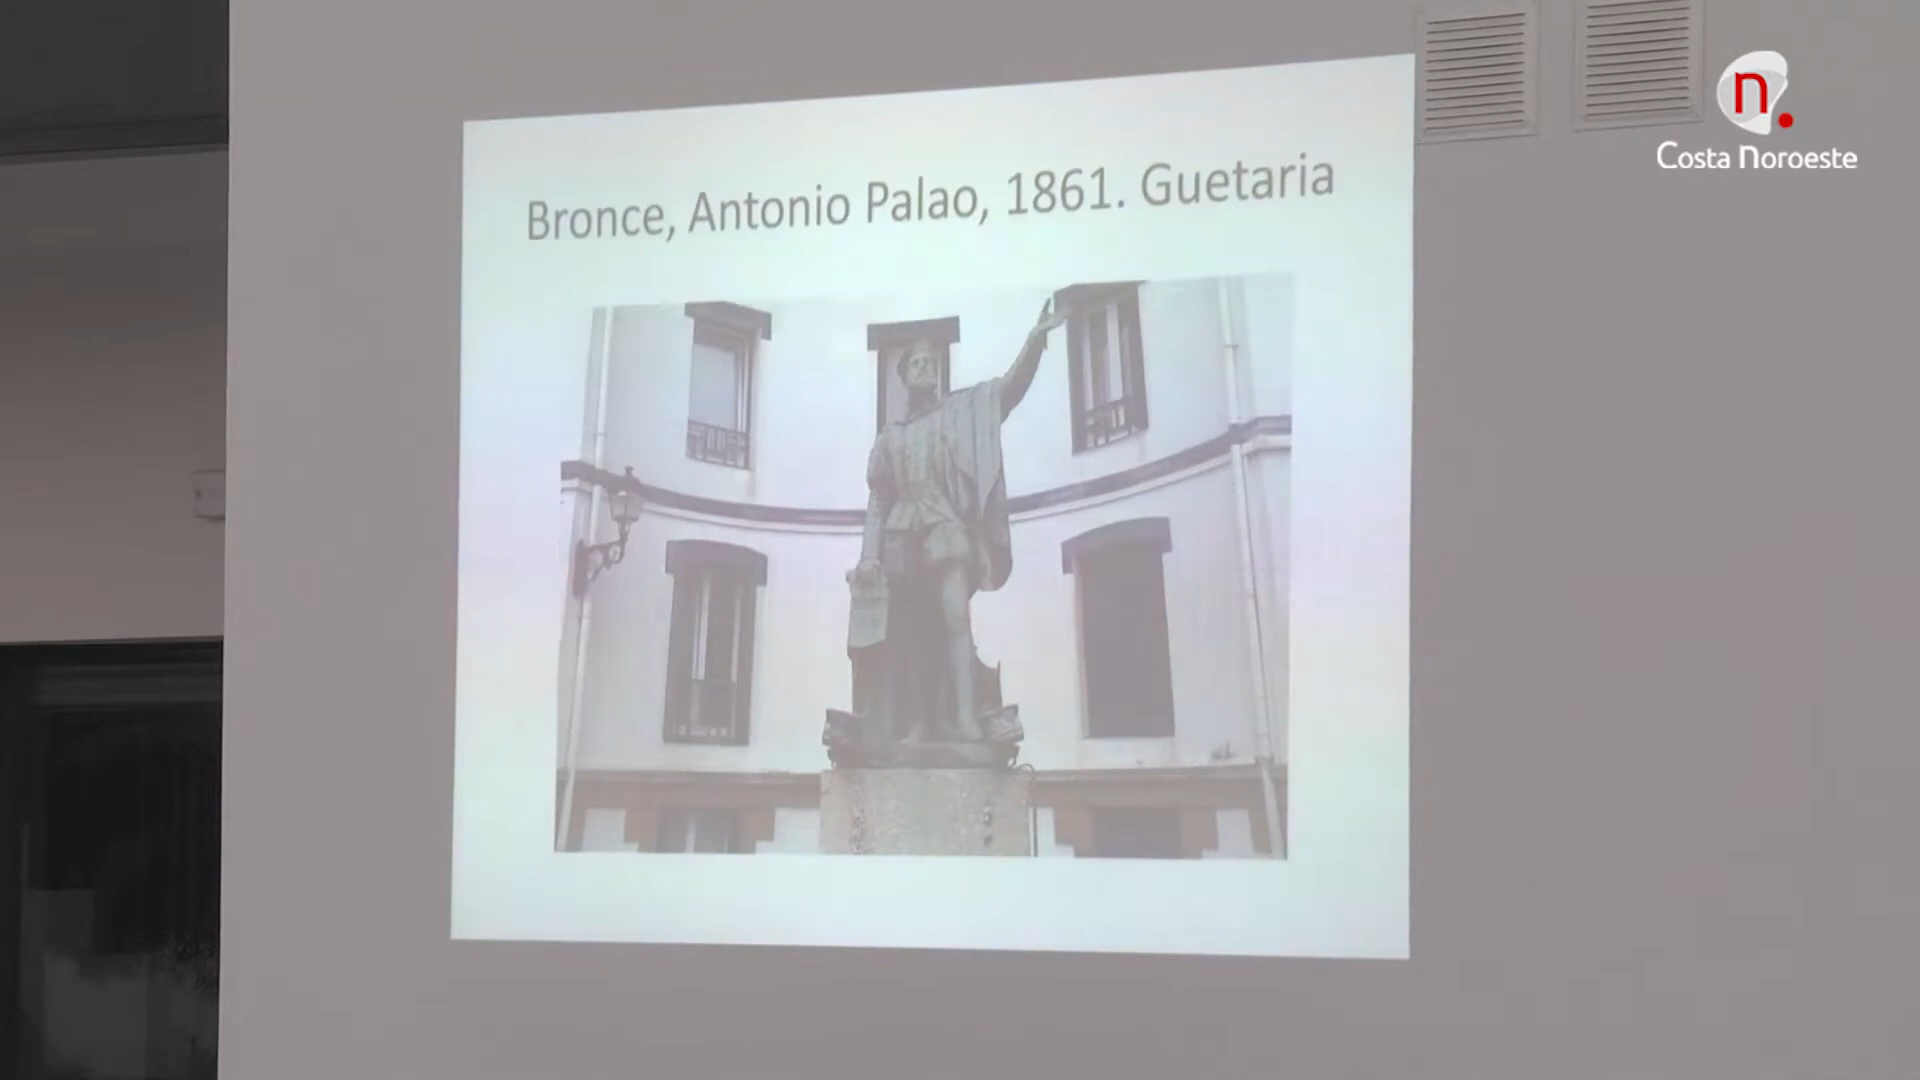 Bronce, Antonio Palao, 1861. Guetaria
n.
Costa Noroeste